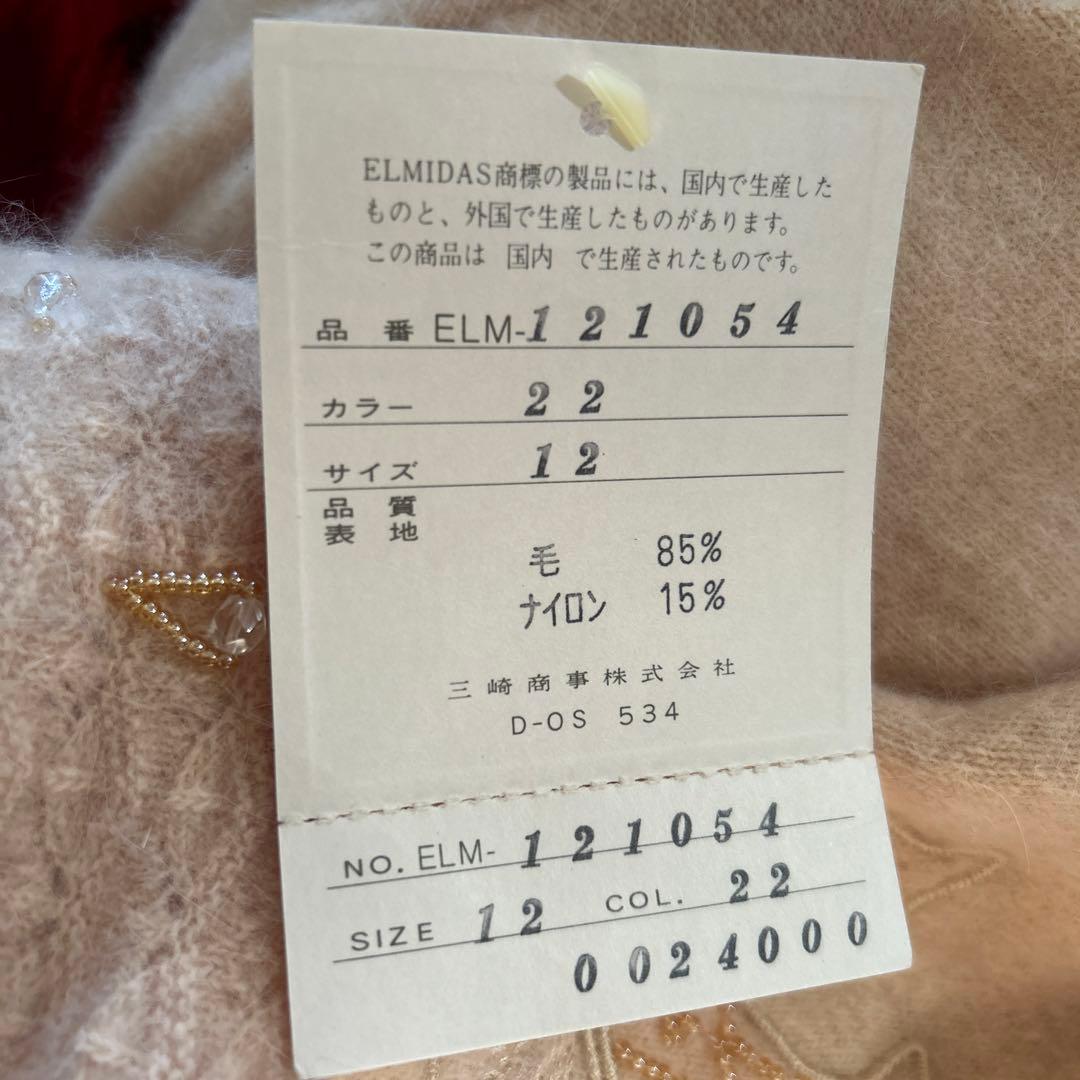 ELMIDAS商標の製品には、国内で生産した
ものと、外国で生産したものがあります。
この商品は 国内 で生産されたものです。
品 番 ELM-121054
カラー 22
サイズ 12
品 質
表 地
毛 85%
ナイロン 15%
三崎商事株式会社
D-OS 534
NO. ELM-121054
SIZE 12 COL. 22
0024000